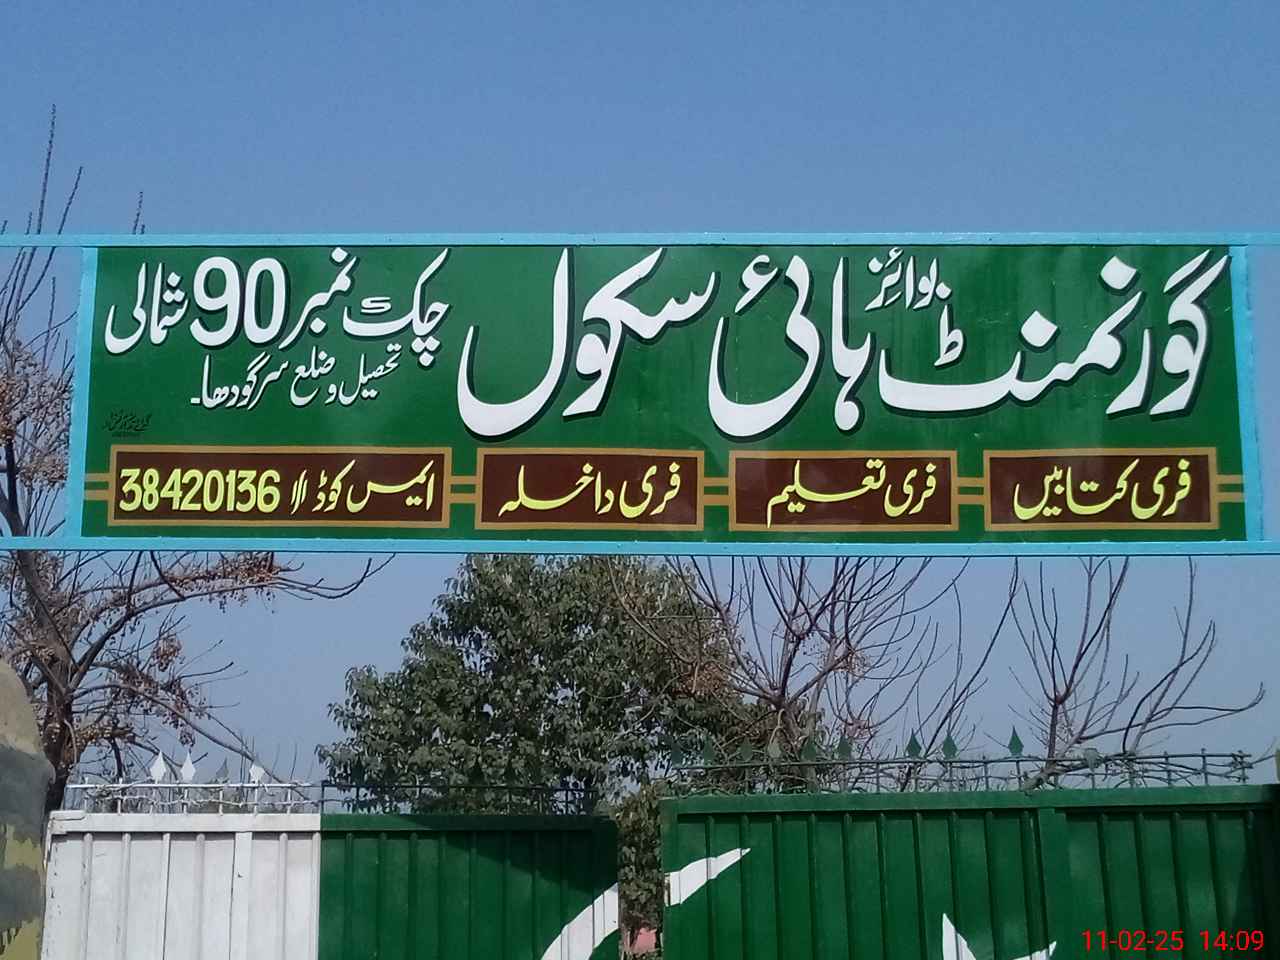 گورنمنٹ بوائز ہائی سکول چک نمبر 90 شمالی
تحصیل و ضلع سرگودھا۔
فری کتابیں
فری تعلیم
فری داخلہ
ایمس کوڈ 38420136
11-02-25 14:09